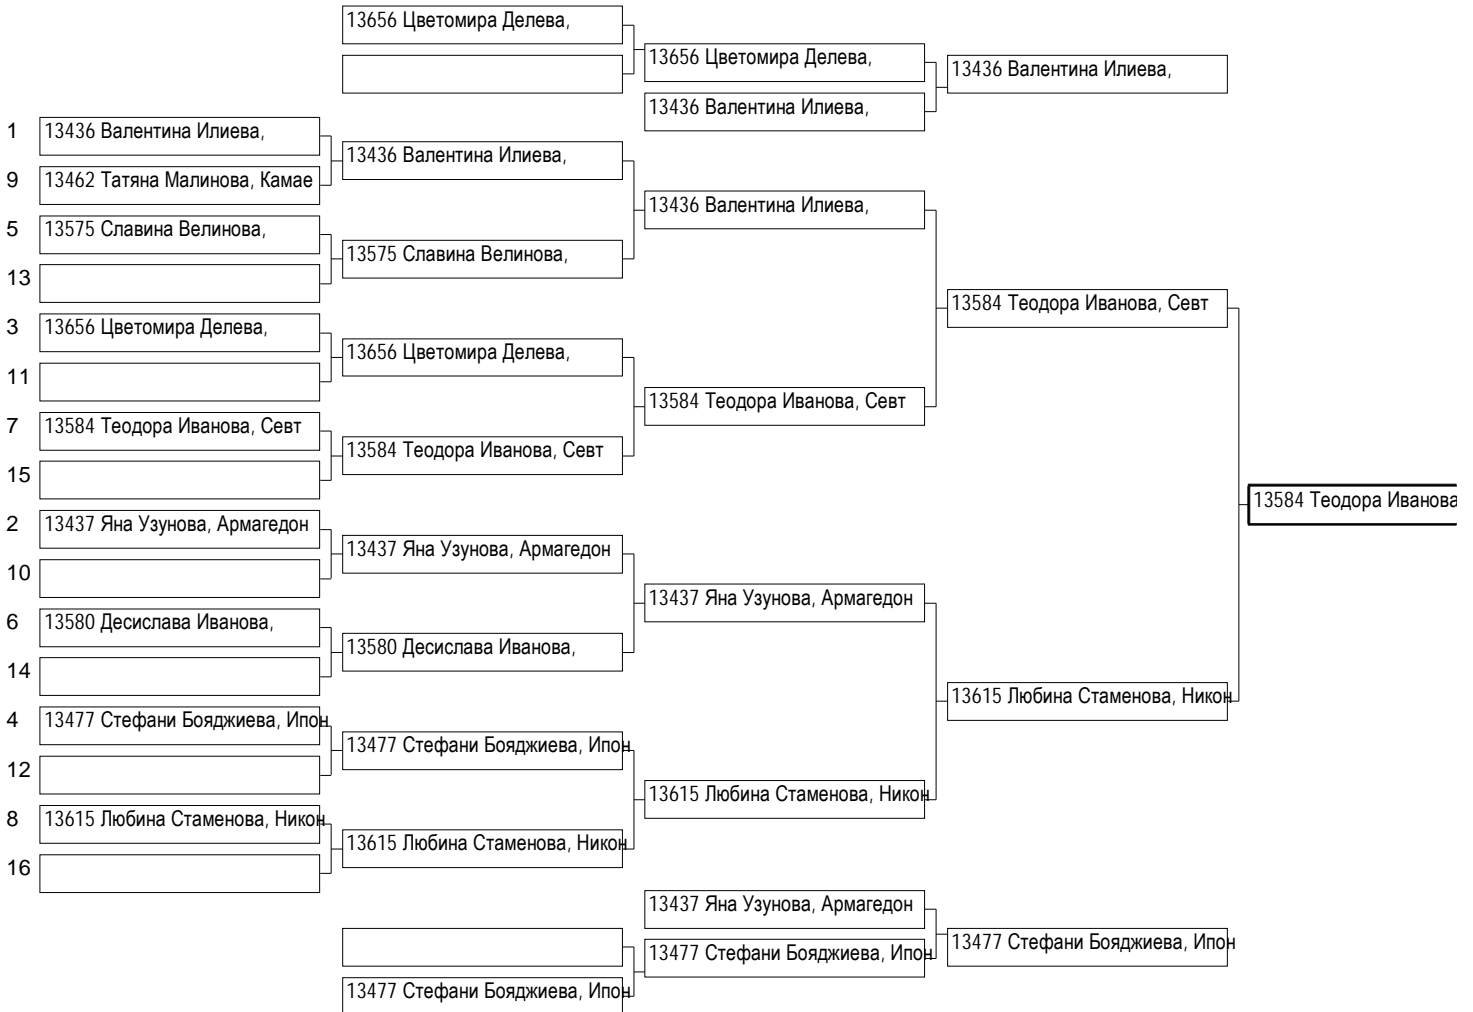 13656 Цветомира Делева,
13656 Цветомира Делева,
13436 Валентина Илиева,
13436 Валентина Илиева,
1 13436 Валентина Илиева,
13436 Валентина Илиева,
9 13462 Татяна Малинова, Камае
13436 Валентина Илиева,
5 13575 Славина Велинова,
13575 Славина Велинова,
13
13584 Теодора Иванова, Севт
3 13656 Цветомира Делева,
13656 Цветомира Делева,
11
13584 Теодора Иванова, Севт
7 13584 Теодора Иванова, Севт
13584 Теодора Иванова, Севт
15
13584 Теодора Иванова
2 13437 Яна Узунова, Армагедон
13437 Яна Узунова, Армагедон
10
13437 Яна Узунова, Армагедон
6 13580 Десислава Иванова,
13580 Десислава Иванова,
14
13615 Любина Стаменова, Никон
4 13477 Стефани Бояджиева, Ипон
13477 Стефани Бояджиева, Ипон
12
13615 Любина Стаменова, Никон
8 13615 Любина Стаменова, Никон
13615 Любина Стаменова, Никон
16
13437 Яна Узунова, Армагедон
13477 Стефани Бояджиева, Ипон
13477 Стефани Бояджиева, Ипон
13477 Стефани Бояджиева, Ипон